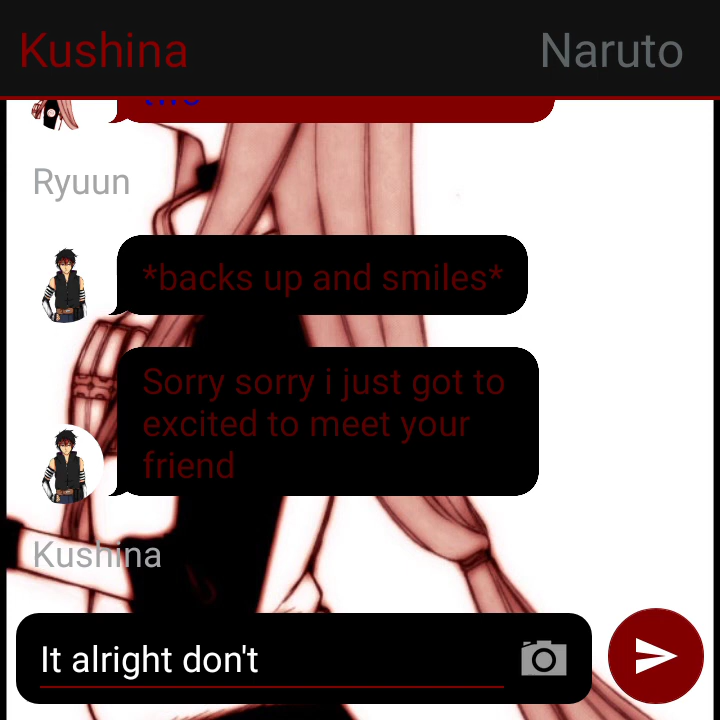 Kushina
Naruto
Ryuun
*backs up and smiles*
Sorry sorry i just got to
excited to meet your
friend
Kushina
It alright don't